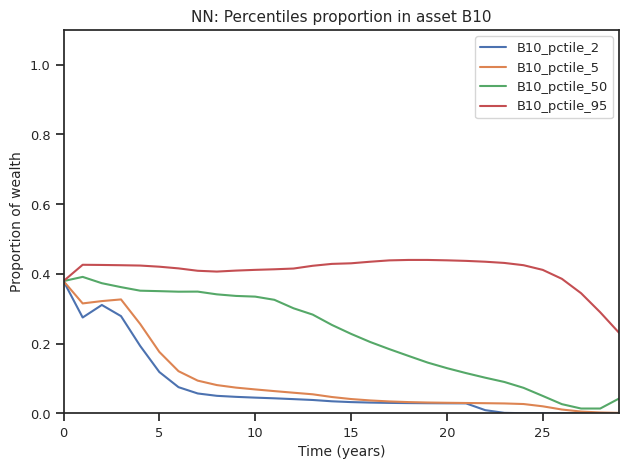 NN: Percentiles proportion in asset B10
B10_pctile_2
B10_pctile_5
B10_pctile_50
B10_pctile_95
Proportion of wealth
1.0
0.8
0.6
0.4
0.2
0.0
0 5 10 15 20 25
Time (years)